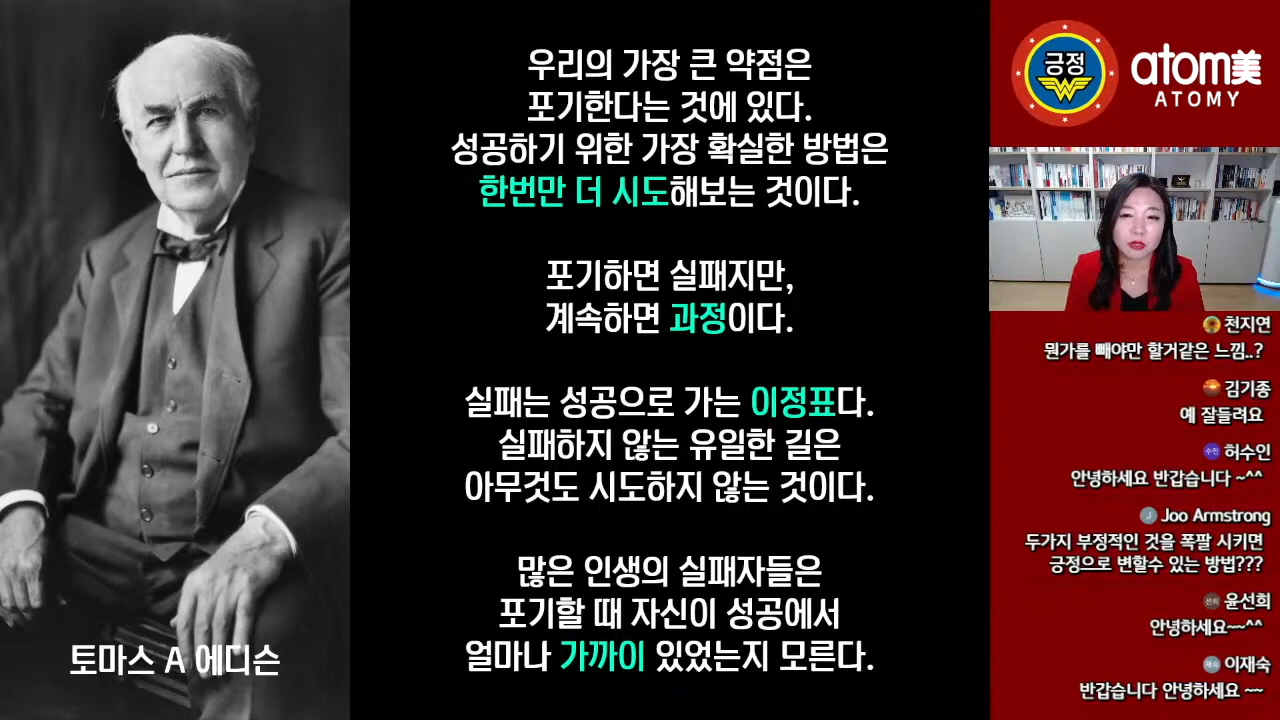 우리의 가장 큰 약점은
포기한다는 것에 있다.
성공하기 위한 가장 확실한 방법은
한번만 더 시도해보는 것이다.
포기하면 실패지만,
계속하면 과정이다.
실패는 성공으로 가는 이정표다.
실패하지 않는 유일한 길은
아무것도 시도하지 않는 것이다.
많은 인생의 실패자들은
포기할 때 자신이 성공에서
얼마나 가까이 있었는지 모른다.
토마스 A 에디슨
긍정
atom美
ATOMY
천지연
뭔가를 빼야만 할거같은 느낌..?
김기종
예 잘들려요
수인 허수인
안녕하세요 반갑습니다 ~^^
J Joo Armstrong
두가지 부정적인 것을 폭팔 시키면
긍정으로 변할수 있는 방법???
선희 윤선희
안녕하세요~~^^
재숙 이재숙
반갑습니다 안녕하세요 ~~